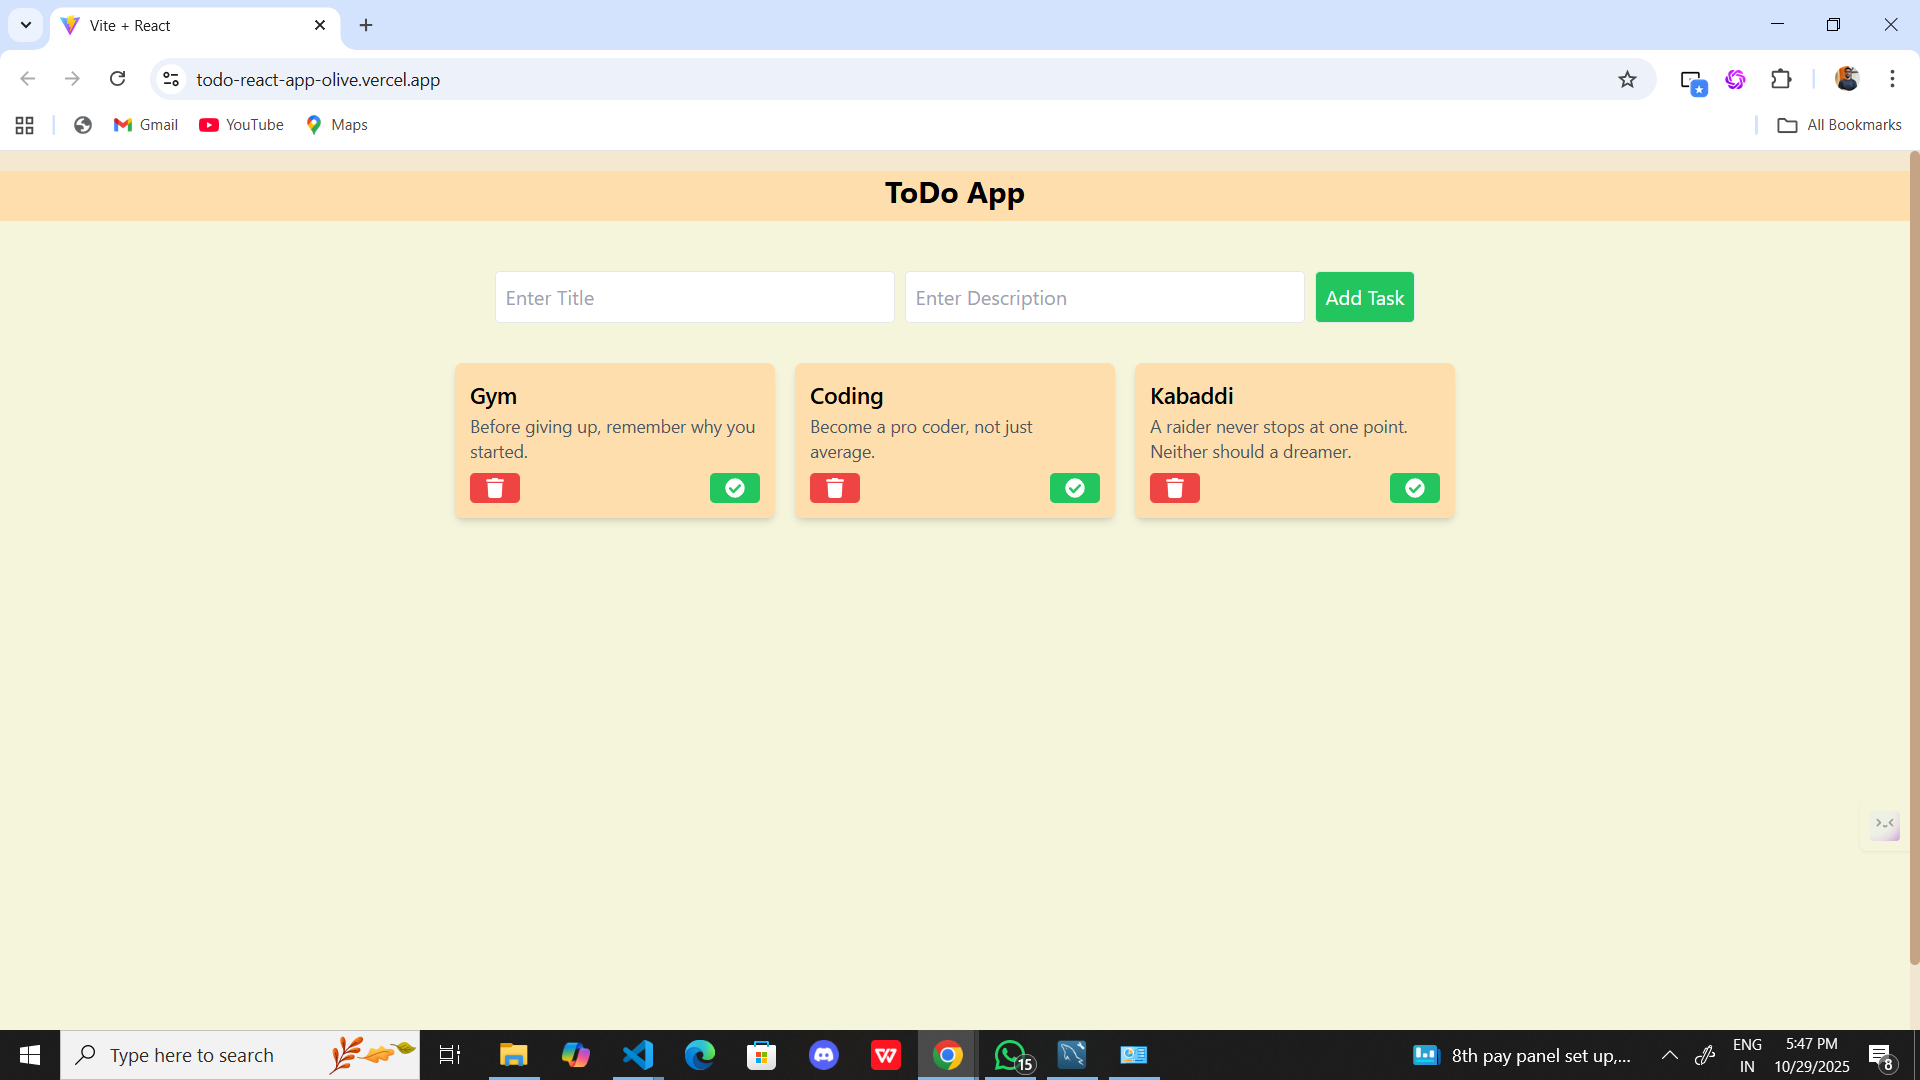 Vite + React
todo-react-app-olive.vercel.app
Gmail YouTube Maps All Bookmarks
ToDo App
Enter Title Enter Description Add Task
Gym
Before giving up, remember why you
started.
Coding
Become a pro coder, not just
average.
Kabaddi
A raider never stops at one point.
Neither should a dreamer.
Type here to search
15
8th pay panel set up,...
ENG
IN
5:47 PM
10/29/2025
8